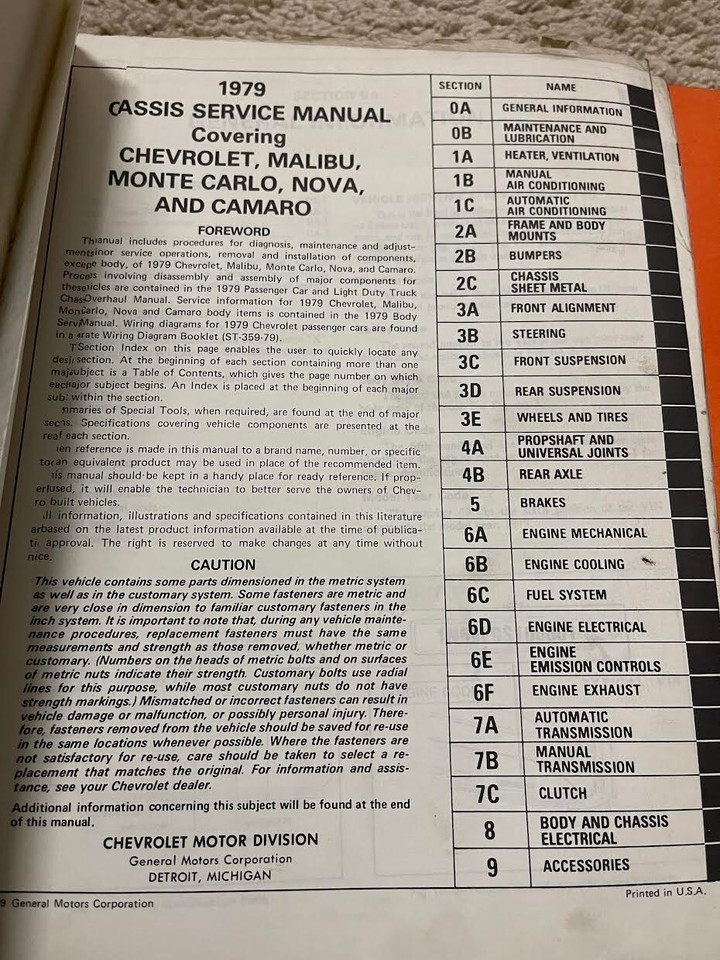 1979
CASSIS SERVICE MANUAL
Covering
CHEVROLET, MALIBU,
MONTE CARLO, NOVA,
AND CAMARO
FOREWORD
includes procedures for diagnosis, maintenance and adjust-
service operations, removal and installation of components,
body, of 1979 Chevrolet, Malibu, Monte Carlo, Nova, and Camaro.
involving disassembly and assembly of major components for
are contained in the 1979 Passenger Car and Light Duty Truck
Manual. Service information for 1979 Chevrolet, Malibu,
Nova and Camaro body items is contained in the 1979 Body
Manual. Wiring diagrams for 1979 Chevrolet passenger cars are found
in a Wiring Diagram Booklet (ST-359-79).
Section Index on this page enables the user to quickly locate any
section. At the beginning of each section containing more than one
subject is a Table of Contents, which gives the page number on which
subject begins. An Index is placed at the beginning of each major
within the section.
of Special Tools, when required, are found at the end of major
Specifications covering vehicle components are presented at the
each section.
reference is made in this manual to a brand name, number, or specific
an equivalent product may be used in place of the recommended item.
manual should be kept in a handy place for ready reference. If prop-
used, it will enable the technician to better serve the owners of Chev-
built vehicles.
information, illustrations and specifications contained in this literature
based on the latest product information available at the time of publica-
approval. The right is reserved to make changes at any time without
CAUTION
This vehicle contains some parts dimensioned in the metric system
as well as in the customary system. Some fasteners are metric and
are very close in dimension to familiar customary fasteners in the
inch system. It is important to note that, during any vehicle mainte-
nance procedures, replacement fasteners must have the same
measurements and strength as those removed, whether metric or
customary. (Numbers on the heads of metric bolts and on surfaces
of metric nuts indicate their strength. Customary bolts use radial
lines for this purpose, while most customary nuts do not have
strength markings.) Mismatched or incorrect fasteners can result in
vehicle damage or malfunction, or possibly personal injury. There-
fore, fasteners removed from the vehicle should be saved for re-use
in the same locations whenever possible. Where the fasteners are
not satisfactory for re-use, care should be taken to select a re-
placement that matches the original. For information and assis-
tance, see your Chevrolet dealer.
Additional information concerning this subject will be found at the end
of this manual.
CHEVROLET MOTOR DIVISION
General Motors Corporation
DETROIT, MICHIGAN
9 General Motors Corporation
SECTION NAME
0A GENERAL INFORMATION
0B MAINTENANCE AND
LUBRICATION
1A HEATER, VENTILATION
1B MANUAL
AIR CONDITIONING
1C AUTOMATIC
AIR CONDITIONING
2A FRAME AND BODY
MOUNTS
2B BUMPERS
2C CHASSIS
SHEET METAL
3A FRONT ALIGNMENT
3B STEERING
3C FRONT SUSPENSION
3D REAR SUSPENSION
3E WHEELS AND TIRES
4A PROPSHAFT AND
UNIVERSAL JOINTS
4B REAR AXLE
5 BRAKES
6A ENGINE MECHANICAL
6B ENGINE COOLING
6C FUEL SYSTEM
6D ENGINE ELECTRICAL
6E ENGINE
EMISSION CONTROLS
6F ENGINE EXHAUST
7A AUTOMATIC
TRANSMISSION
7B MANUAL
TRANSMISSION
7C CLUTCH
8 BODY AND CHASSIS
ELECTRICAL
9 ACCESSORIES
Printed in U.S.A.